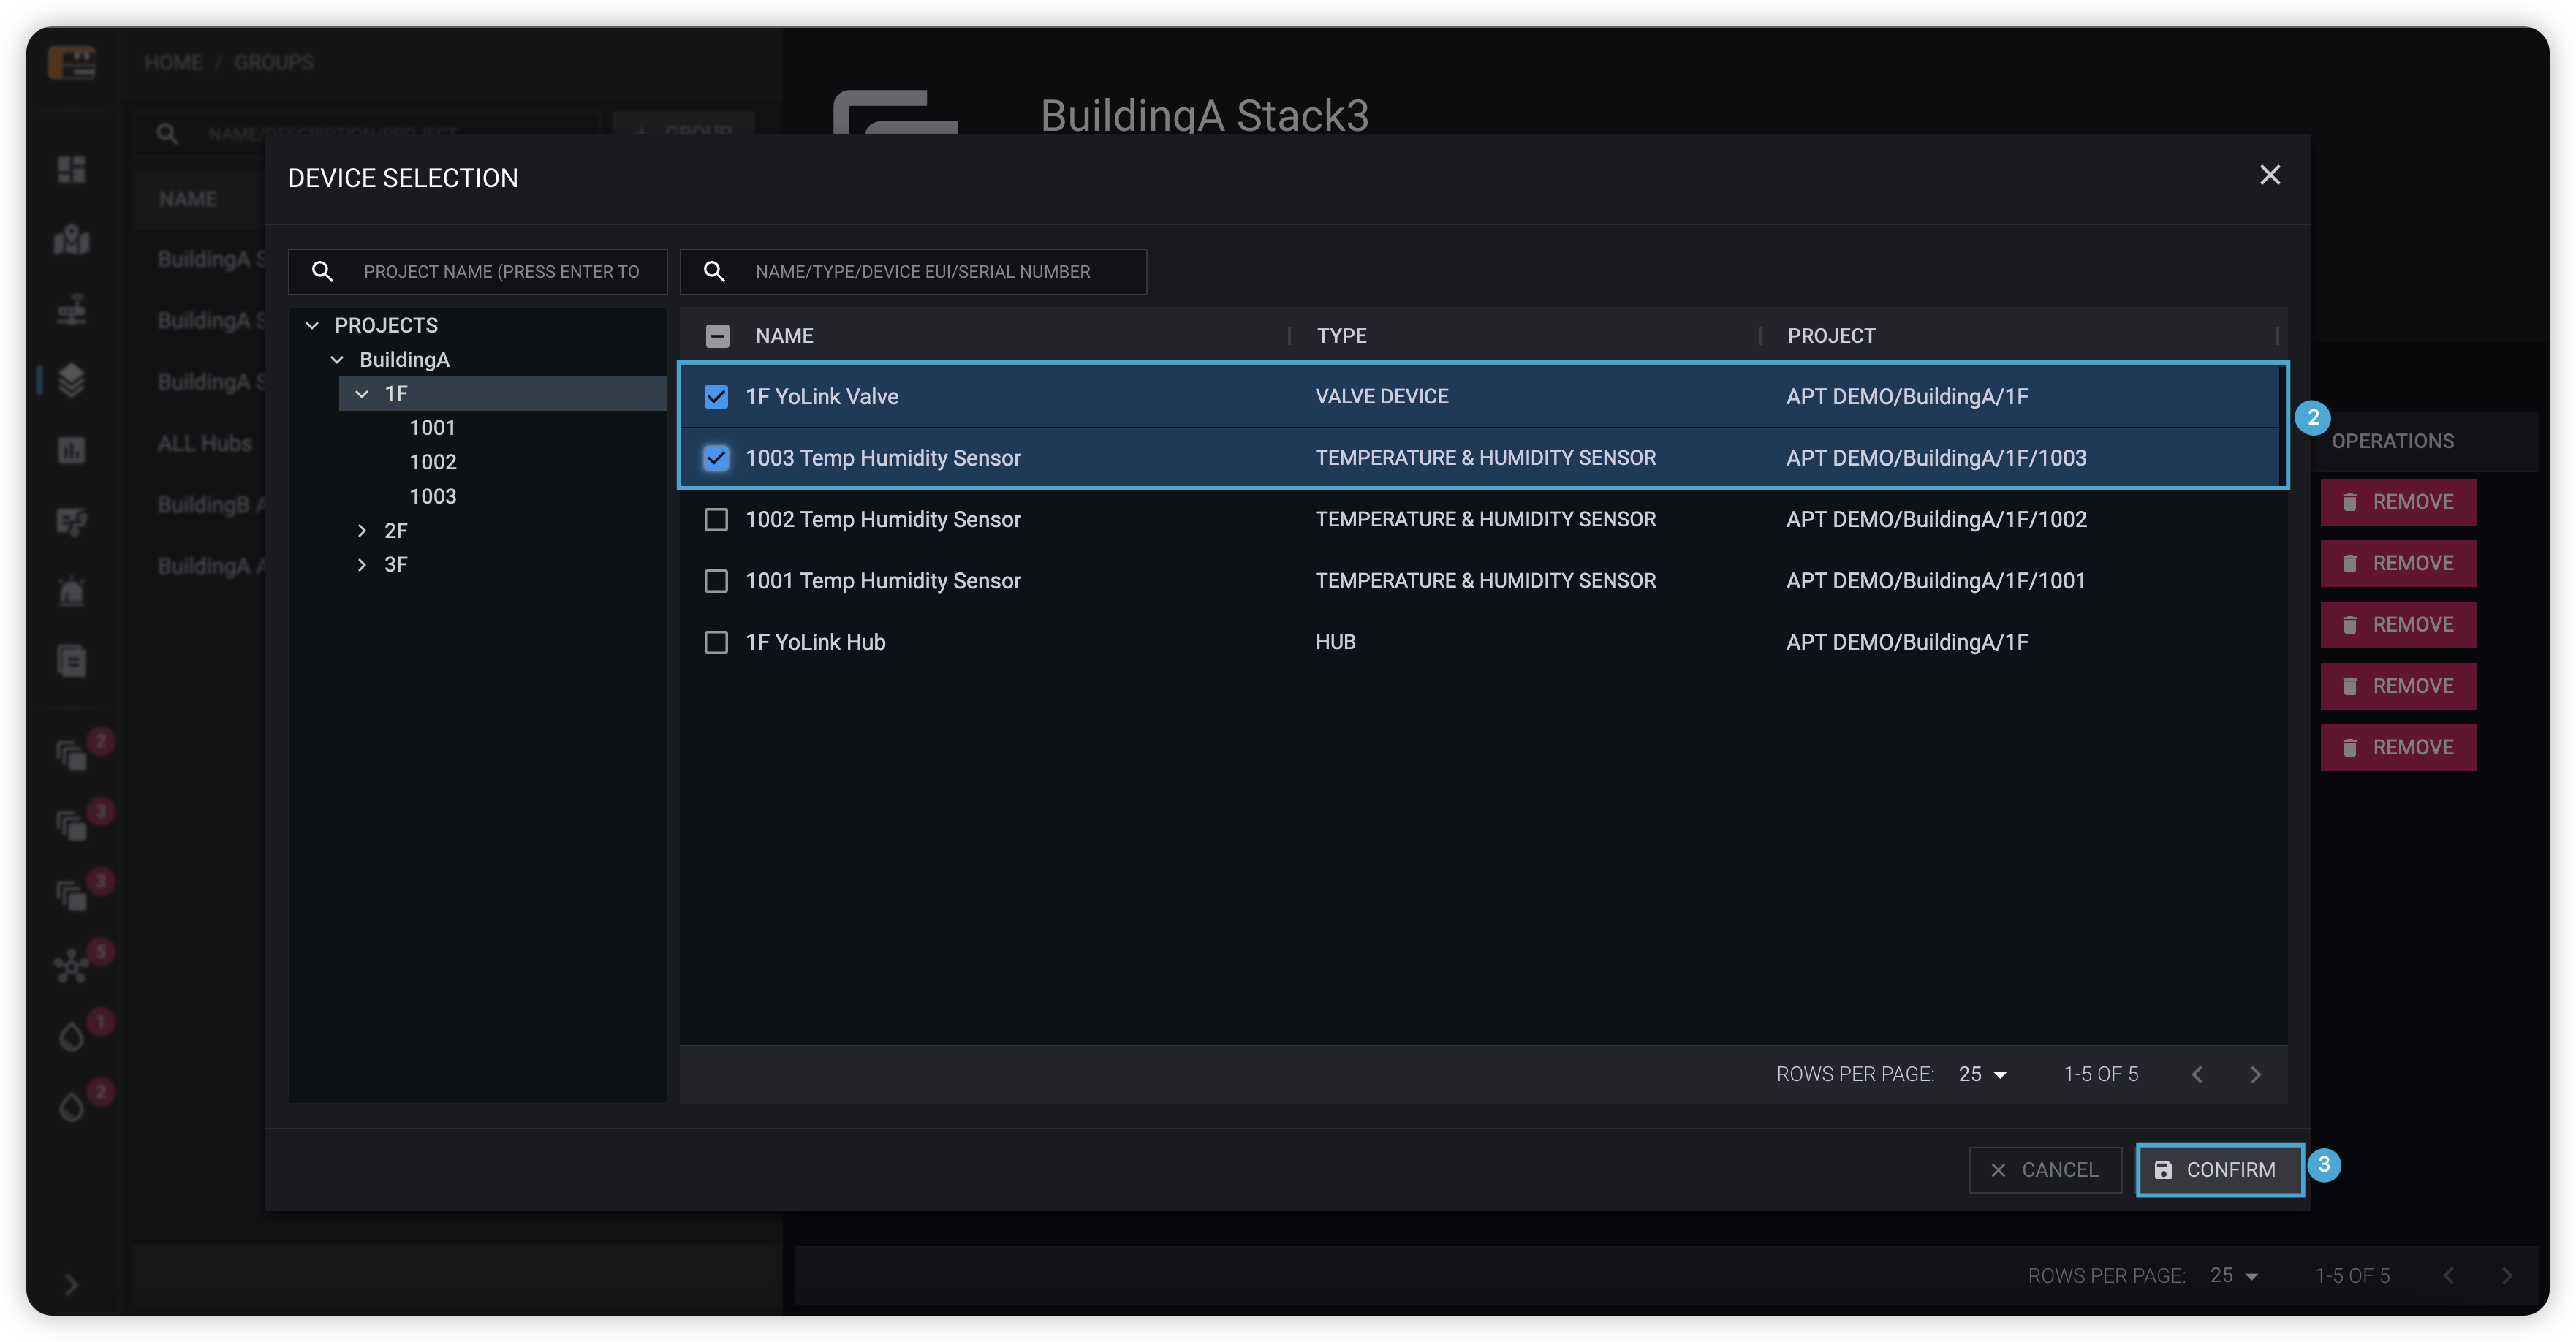 HOME / GROUPS
BuildingA Stack3
NAME/DESCRIPTION/PROJECT
+ GROUP
NAME
BuildingA S
BuildingA S
BuildingA S
ALL Hubs
BuildingB A
BuildingA A
DEVICE SELECTION
PROJECT NAME (PRESS ENTER TO
NAME/TYPE/DEVICE EUI/SERIAL NUMBER
PROJECTS
BuildingA
1F
1001
1002
1003
2F
3F
NAME TYPE PROJECT
1F YoLink Valve VALVE DEVICE APT DEMO/BuildingA/1F
1003 Temp Humidity Sensor TEMPERATURE & HUMIDITY SENSOR APT DEMO/BuildingA/1F/1003
1002 Temp Humidity Sensor TEMPERATURE & HUMIDITY SENSOR APT DEMO/BuildingA/1F/1002
1001 Temp Humidity Sensor TEMPERATURE & HUMIDITY SENSOR APT DEMO/BuildingA/1F/1001
1F YoLink Hub HUB APT DEMO/BuildingA/1F
2
OPERATIONS
REMOVE
REMOVE
REMOVE
REMOVE
REMOVE
2
3
3
5
1
2
ROWS PER PAGE: 25 1-5 OF 5
CANCEL
CONFIRM
3
ROWS PER PAGE: 25 1-5 OF 5